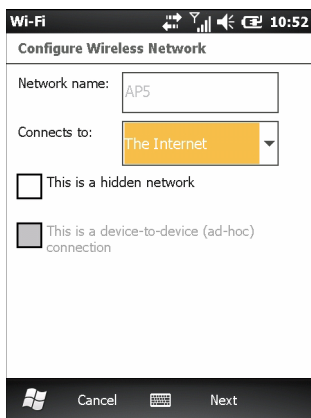 Wi-Fi 10:52
Configure Wireless Network
Network name: AP5
Connects to: The Internet
This is a hidden network
This is a device-to-device (ad-hoc)
connection
Cancel Next